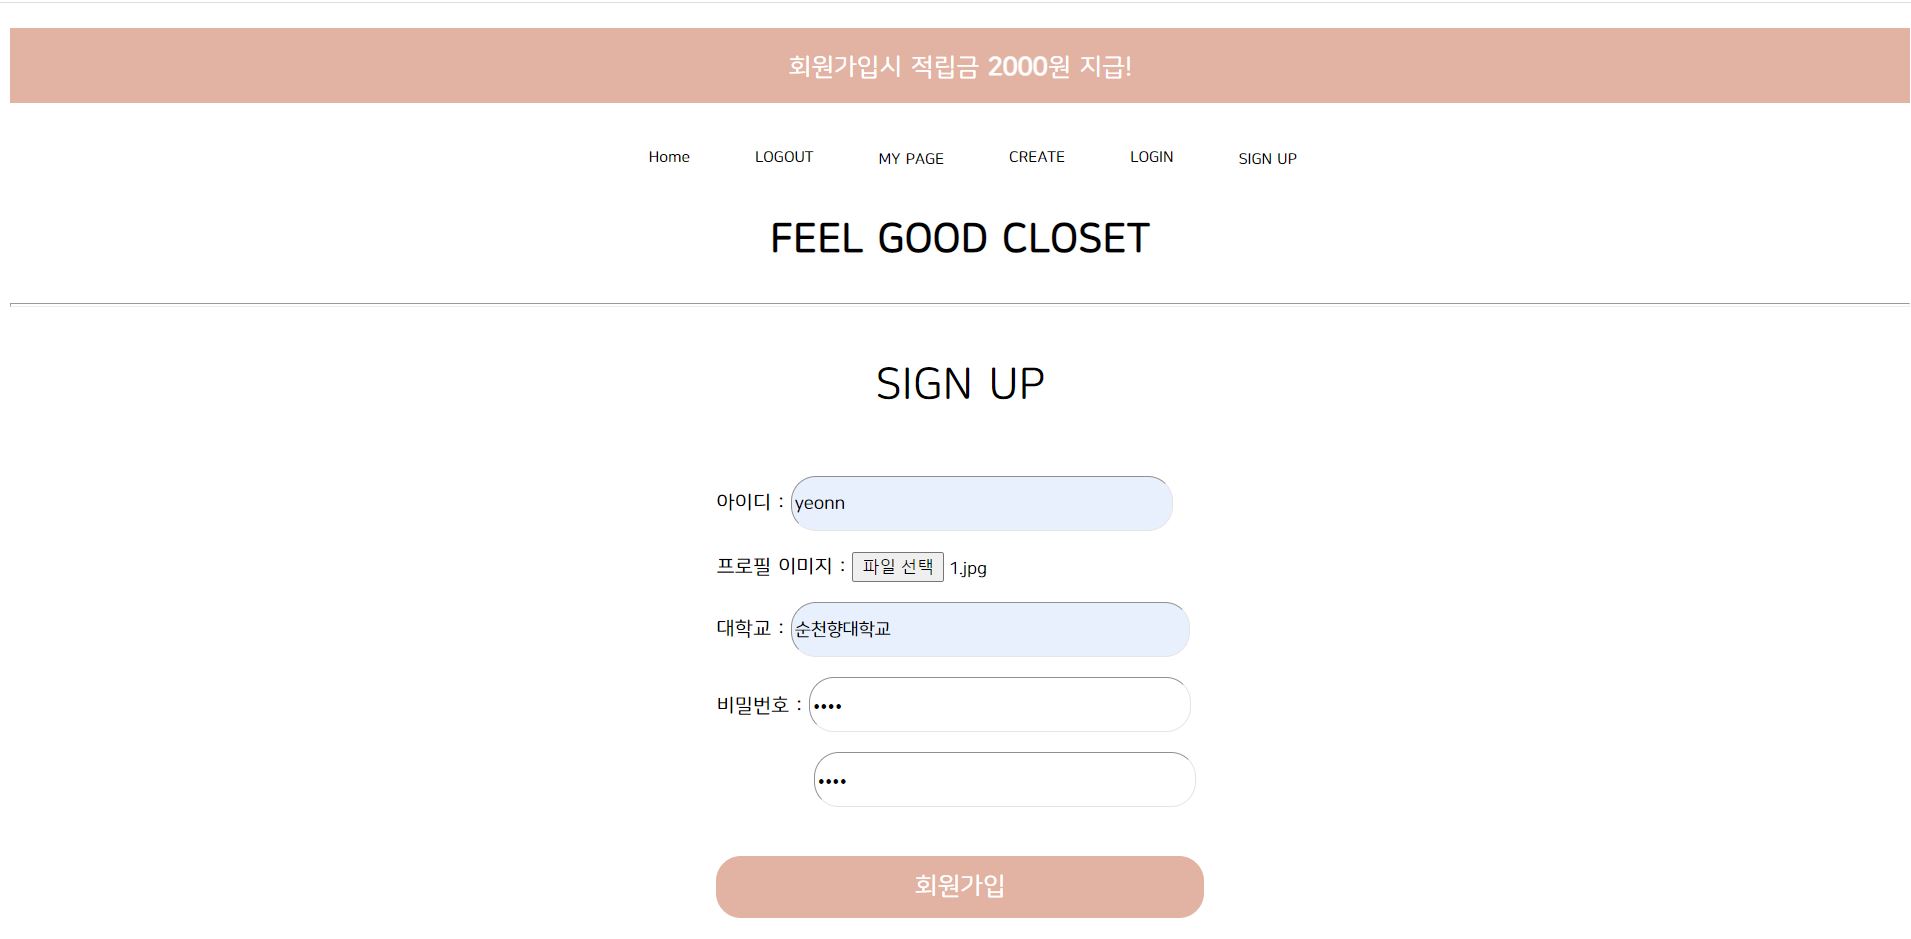 회원가입시 적립금 2000원 지급!
Home LOGOUT MY PAGE CREATE LOGIN SIGN UP
FEEL GOOD CLOSET
SIGN UP
아이디 : yeonn
프로필 이미지 : 파일 선택 1.jpg
대학교 : 순천향대학교
비밀번호 : ••••
••••
회원가입